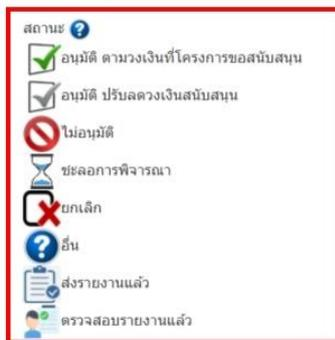 สถานะ ?
อนุมัติ ตามวงเงินที่โครงการขอสนับสนุน
อนุมัติ ปรับลดวงเงินสนับสนุน
ไม่อนุมัติ
ชะลอการพิจารณา
ยกเลิก
? อื่น
ส่งรายงานแล้ว
ตรวจสอบรายงานแล้ว